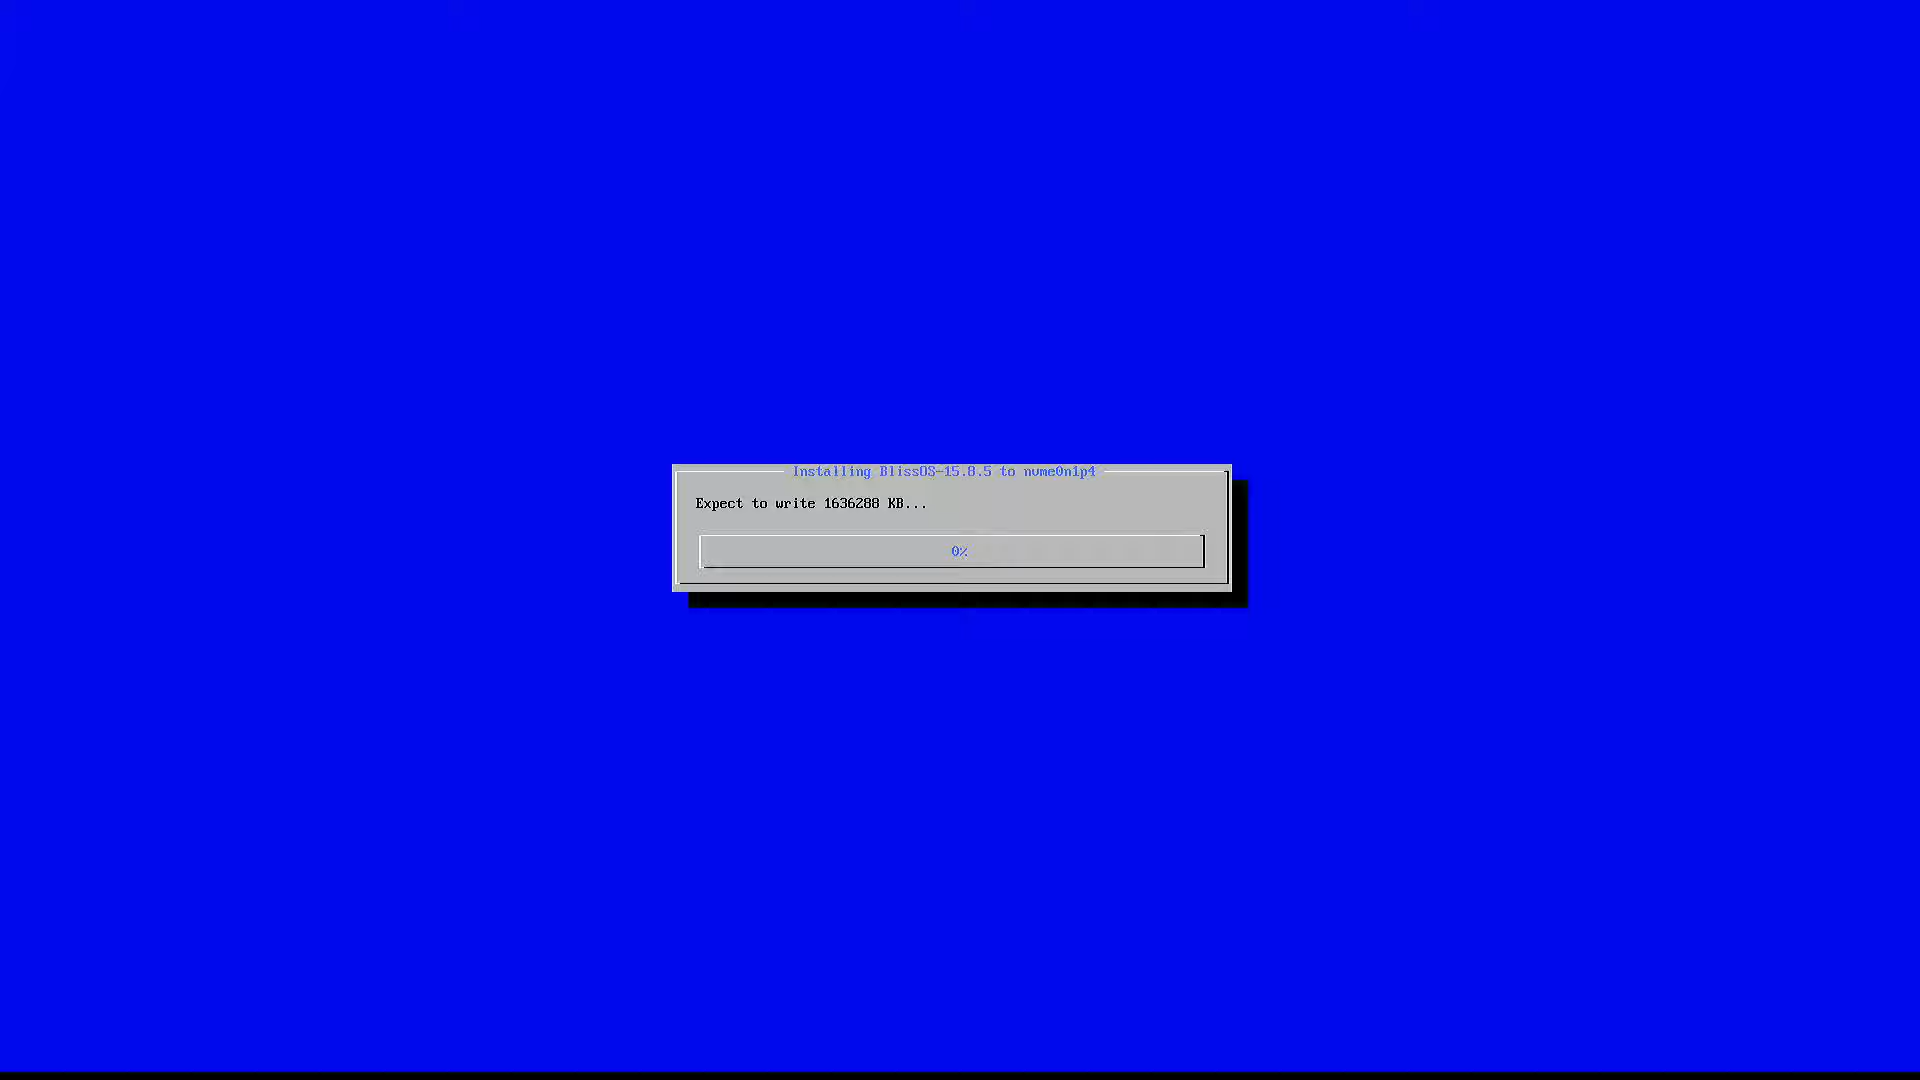 Installing BlissOS-15.8.5 to nvme0n1p4
Expect to write 1636288 KB...
0%